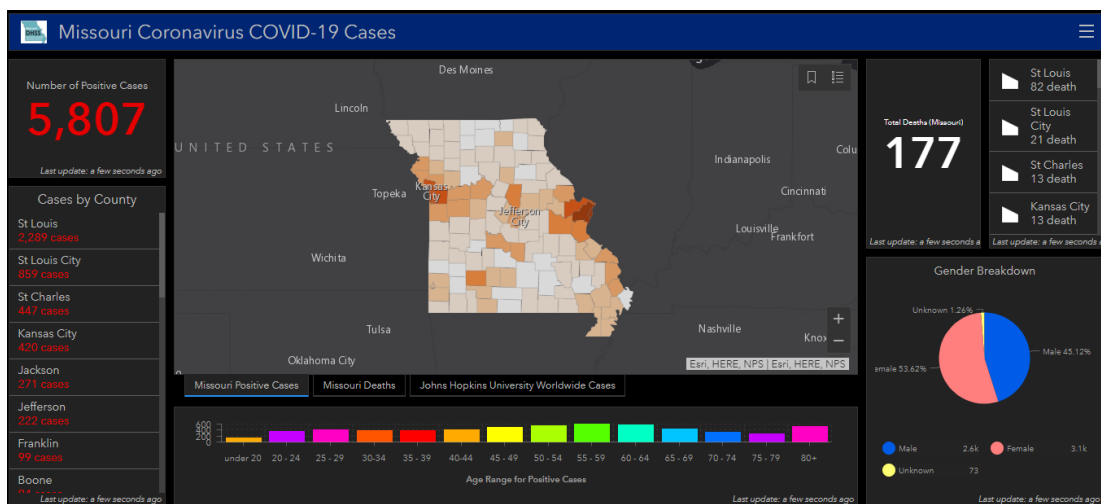 DHSS
Missouri Coronavirus COVID-19 Cases
Number of Positive Cases
5,807
Last update: a few seconds ago
Cases by County
St Louis
2,289 cases
St Louis City
859 cases
St Charles
447 cases
Kansas City
420 cases
Jackson
271 cases
Jefferson
222 cases
Franklin
99 cases
Boone
Last update: a few seconds ago
Des Moines
Lincoln
UNITED STATES
Indianapolis
Colu
Topeka
Kansas
City
Cincinnati
Jefferson
City
Louisville
Frankfort
Wichita
Tulsa
Nashville
Knox
Oklahoma City
+
−
Esri, HERE, NPS | Esri, HERE, NPS
Missouri Positive Cases
Missouri Deaths
Johns Hopkins University Worldwide Cases
600
400
200
0
under 20 20 - 24 25 - 29 30-34 35 - 39 40-44 45 - 49 50 - 54 55 - 59 60 - 64 65 - 69 70 - 74 75 - 79 80+
Age Range for Positive Cases
Last update: a few seconds ago
Total Deaths (Missouri)
177
Last update: a few seconds a
St Louis
82 death
St Louis
City
21 death
St Charles
13 death
Kansas City
13 death
Last update: a few seconds ago
Gender Breakdown
Unknown 1.26%
Male 45.12%
emale 53.62%
Male 2.6k
Female 3.1k
Unknown 73
Last update: a few seconds ago